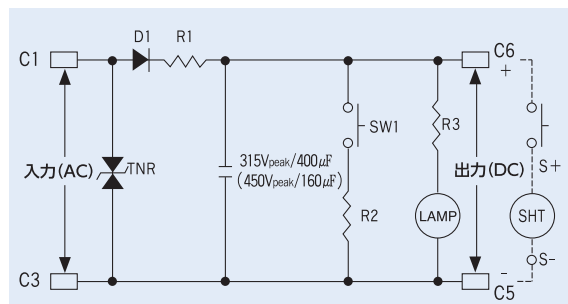 D1
R1
C1
C6
+
SW1
R3
S+
入力(AC)
TNR
315Vpeak/400μF
(450Vpeak/160μF)
出力(DC)
R2
LAMP
SHT
C3
-
S-
C5